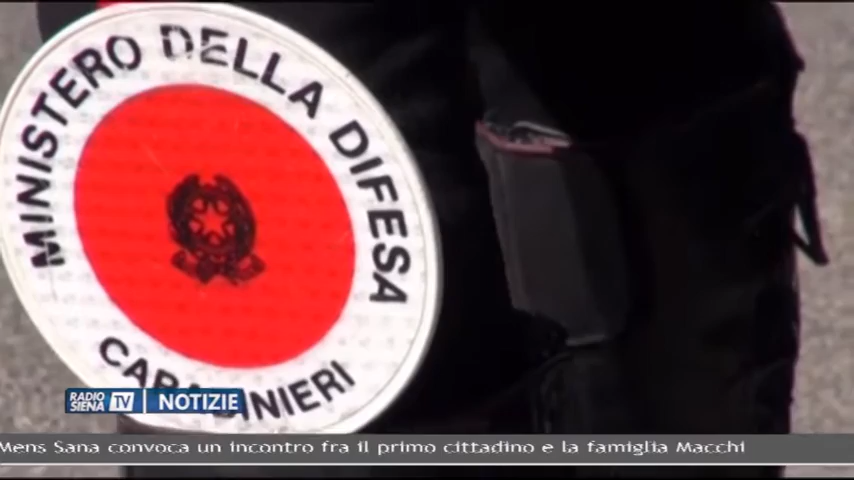 MINISTERO DELLA DIFESA
CARABINIERI
RADIO SIENA TV NOTIZIE
Mens Sana convoca un incontro fra il primo cittadino e la famiglia Macchi